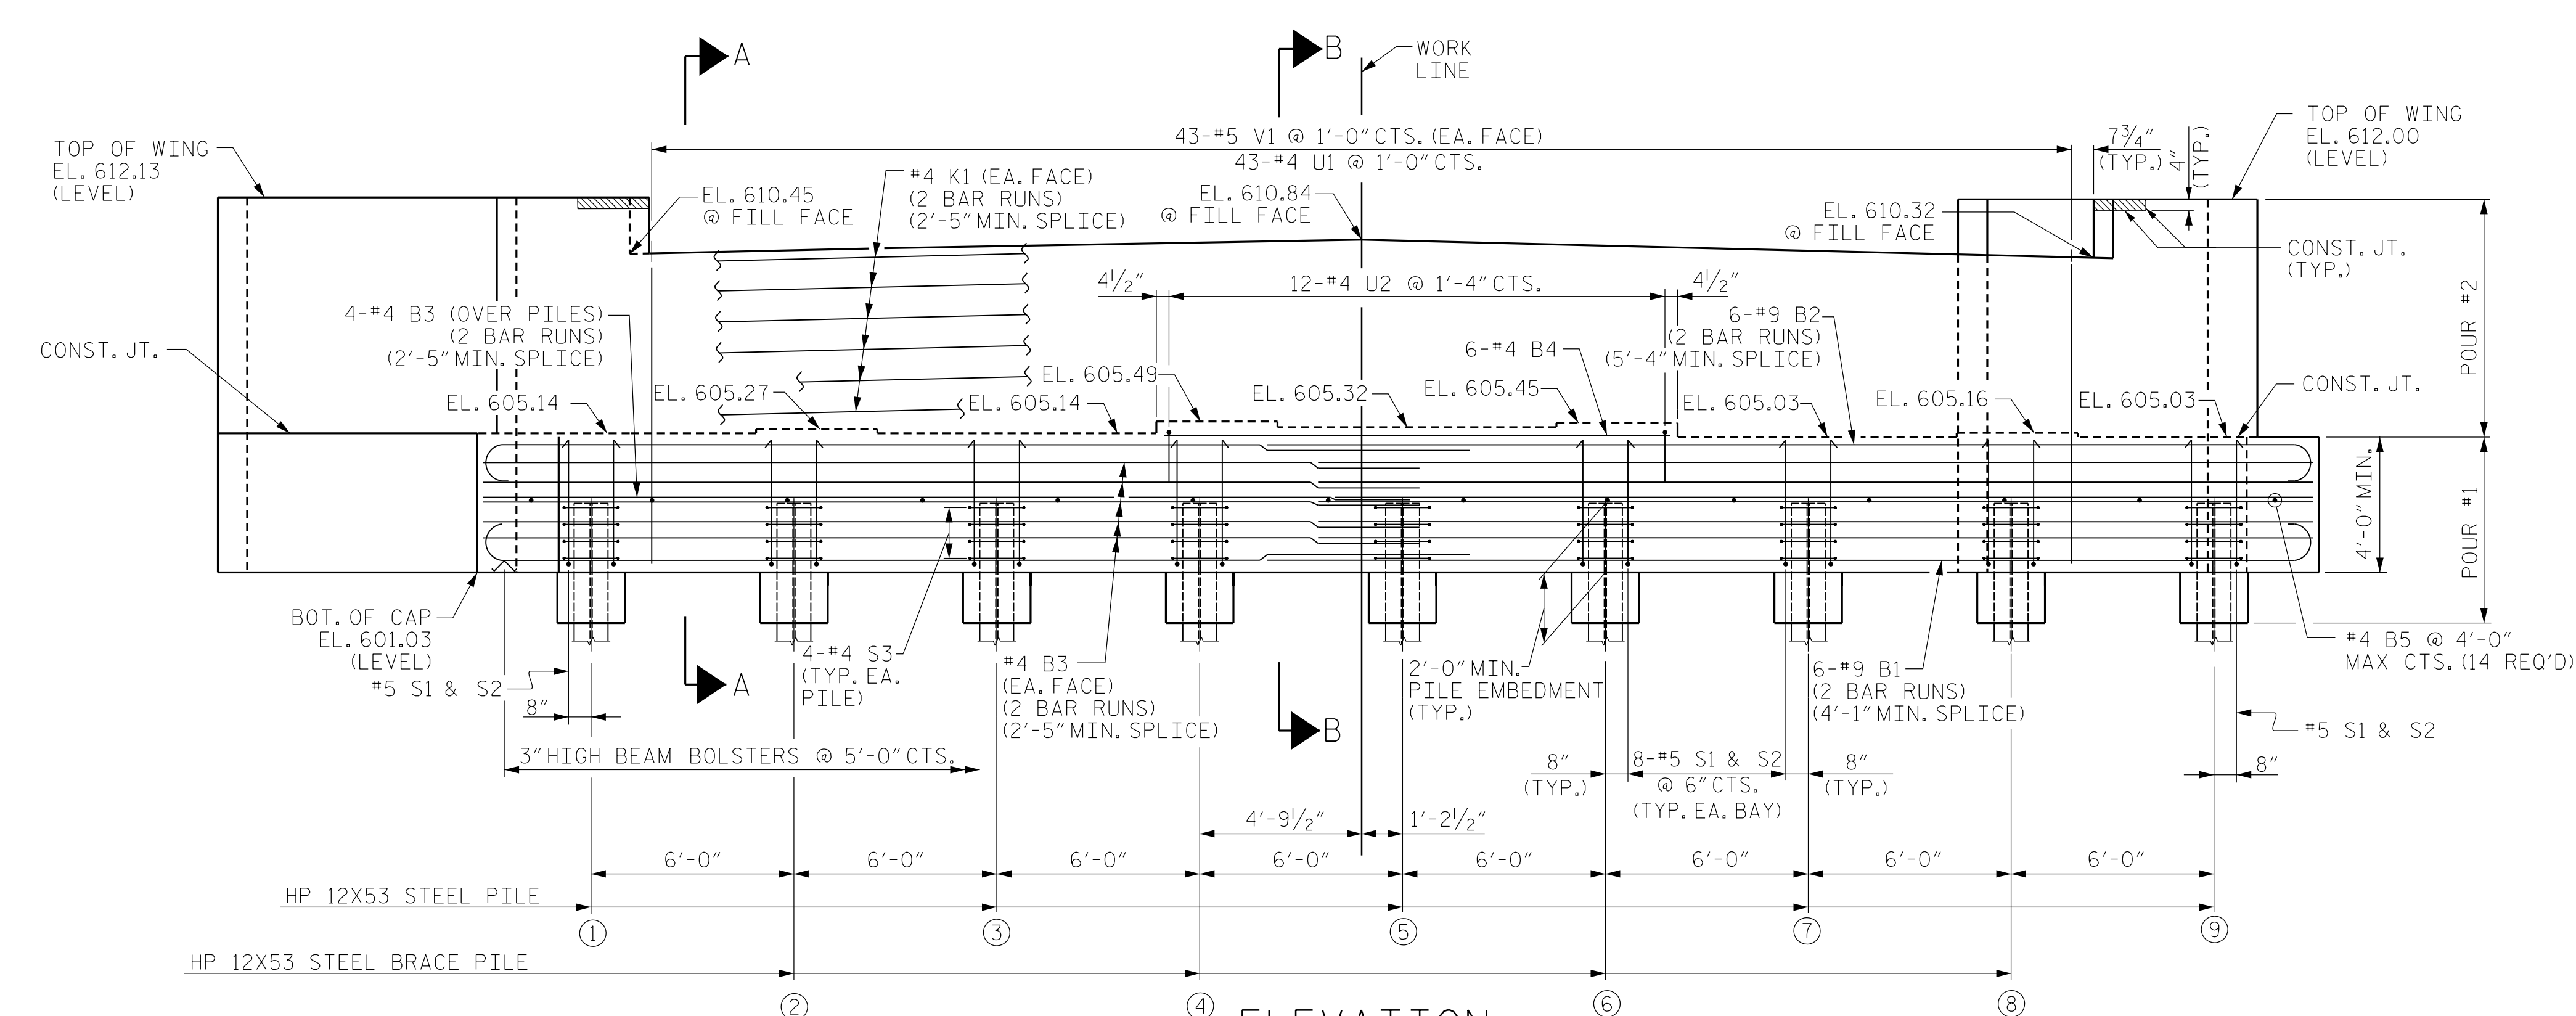 A
B
WORK
LINE
43-#5 V1 @ 1'-0" CTS. (EA. FACE)
43-#4 U1 @ 1'-0" CTS.
7¾"
(TYP.)
4"
(TYP.)
TOP OF WING
EL. 612.00
(LEVEL)
TOP OF WING
EL. 612.13
(LEVEL)
EL. 610.45
@ FILL FACE
#4 K1 (EA. FACE)
(2 BAR RUNS)
(2'-5" MIN. SPLICE)
EL. 610.84
@ FILL FACE
EL. 610.32
@ FILL FACE
CONST. JT.
(TYP.)
4½"
12-#4 U2 @ 1'-4" CTS.
4½"
4-#4 B3 (OVER PILES)
(2 BAR RUNS)
(2'-5" MIN. SPLICE)
6-#9 B2
(2 BAR RUNS)
(5'-4" MIN. SPLICE)
6-#4 B4
CONST. JT.
CONST. JT.
POUR #2
EL. 605.14
EL. 605.27
EL. 605.14
EL. 605.49
EL. 605.32
EL. 605.45
EL. 605.03
EL. 605.16
EL. 605.03
4'-0" MIN.
POUR #1
BOT. OF CAP
EL. 601.03
(LEVEL)
#5 S1 & S2
8"
A
4-#4 S3
(TYP. EA.
PILE)
#4 B3
(EA. FACE)
(2 BAR RUNS)
(2'-5" MIN. SPLICE)
B
2'-0" MIN.
PILE EMBEDMENT
(TYP.)
6-#9 B1
(2 BAR RUNS)
(4'-1" MIN. SPLICE)
#4 B5 @ 4'-0"
MAX CTS. (14 REQ'D)
#5 S1 & S2
8"
3" HIGH BEAM BOLSTERS @ 5'-0" CTS.
8"
(TYP.)
8-#5 S1 & S2
@ 6" CTS.
(TYP. EA. BAY)
8"
(TYP.)
4'-9½"
1'-2½"
6'-0"
6'-0"
6'-0"
6'-0"
6'-0"
6'-0"
6'-0"
6'-0"
HP 12X53 STEEL PILE
1
3
5
7
9
HP 12X53 STEEL BRACE PILE
2
4
6
8
ELEVATION